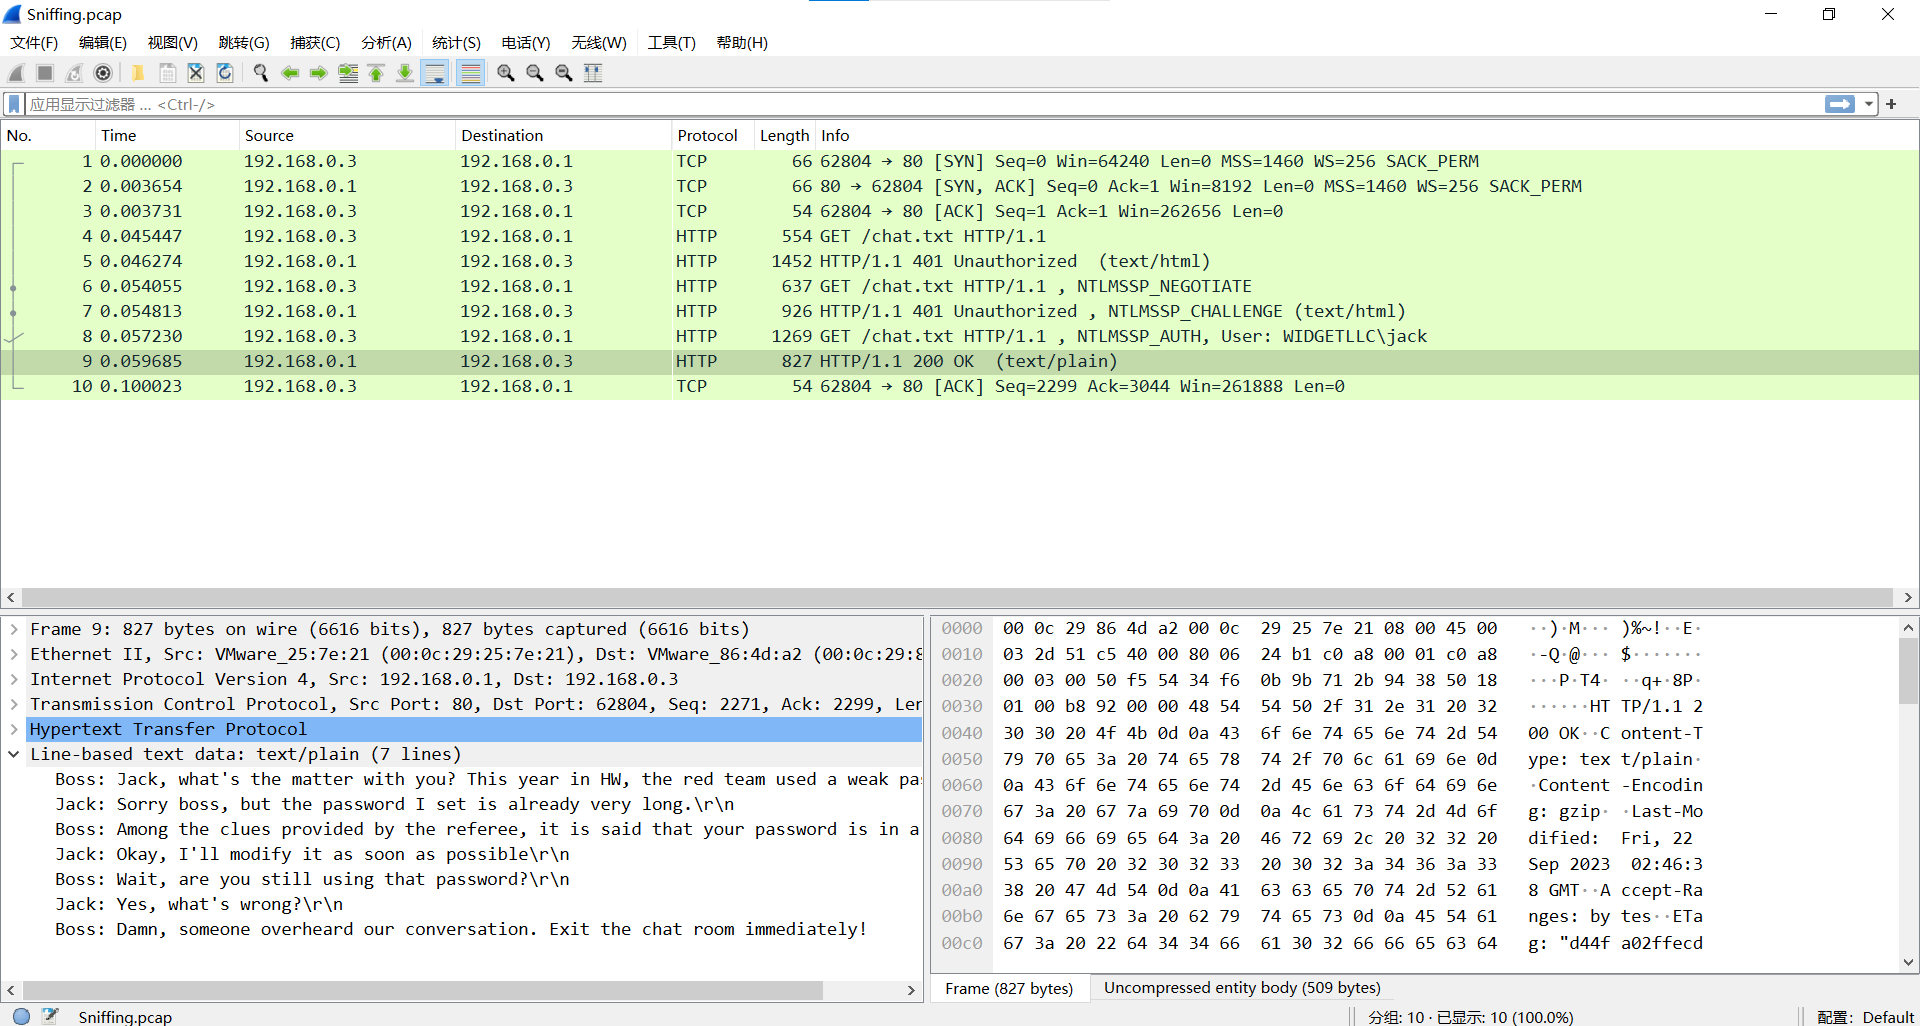 Sniffing.pcap
文件(F) 编辑(E) 视图(V) 跳转(G) 捕获(C) 分析(A) 统计(S) 电话(Y) 无线(W) 工具(T) 帮助(H)
应用显示过滤器 … <Ctrl-/>
No. Time Source Destination Protocol Length Info
1 0.000000 192.168.0.3 192.168.0.1 TCP 66 62804 → 80 [SYN] Seq=0 Win=64240 Len=0 MSS=1460 WS=256 SACK_PERM
2 0.003654 192.168.0.1 192.168.0.3 TCP 66 80 → 62804 [SYN, ACK] Seq=0 Ack=1 Win=8192 Len=0 MSS=1460 WS=256 SACK_PERM
3 0.003731 192.168.0.3 192.168.0.1 TCP 54 62804 → 80 [ACK] Seq=1 Ack=1 Win=262656 Len=0
4 0.045447 192.168.0.3 192.168.0.1 HTTP 554 GET /chat.txt HTTP/1.1
5 0.046274 192.168.0.1 192.168.0.3 HTTP 1452 HTTP/1.1 401 Unauthorized  (text/html)
6 0.054055 192.168.0.3 192.168.0.1 HTTP 637 GET /chat.txt HTTP/1.1 , NTLMSSP_NEGOTIATE
7 0.054813 192.168.0.1 192.168.0.3 HTTP 926 HTTP/1.1 401 Unauthorized , NTLMSSP_CHALLENGE (text/html)
8 0.057230 192.168.0.3 192.168.0.1 HTTP 1269 GET /chat.txt HTTP/1.1 , NTLMSSP_AUTH, User: WIDGETLLC\jack
9 0.059685 192.168.0.1 192.168.0.3 HTTP 827 HTTP/1.1 200 OK  (text/plain)
10 0.100023 192.168.0.3 192.168.0.1 TCP 54 62804 → 80 [ACK] Seq=2299 Ack=3044 Win=261888 Len=0
Frame 9: 827 bytes on wire (6616 bits), 827 bytes captured (6616 bits)
Ethernet II, Src: VMware_25:7e:21 (00:0c:29:25:7e:21), Dst: VMware_86:4d:a2 (00:0c:29:8
Internet Protocol Version 4, Src: 192.168.0.1, Dst: 192.168.0.3
Transmission Control Protocol, Src Port: 80, Dst Port: 62804, Seq: 2271, Ack: 2299, Ler
Hypertext Transfer Protocol
Line-based text data: text/plain (7 lines)
Boss: Jack, what's the matter with you? This year in HW, the red team used a weak pa
Jack: Sorry boss, but the password I set is already very long.\r\n
Boss: Among the clues provided by the referee, it is said that your password is in a
Jack: Okay, I'll modify it as soon as possible\r\n
Boss: Wait, are you still using that password?\r\n
Jack: Yes, what's wrong?\r\n
Boss: Damn, someone overheard our conversation. Exit the chat room immediately!
0000 00 0c 29 86 4d a2 00 0c 29 25 7e 21 08 00 45 00 ··)·M··· )%~!··E·
0010 03 2d 51 c5 40 00 80 06 24 b1 c0 a8 00 01 c0 a8 ·-Q·@··· $·······
0020 00 03 00 50 f5 54 34 f6 0b 9b 71 2b 94 38 50 18 ···P·T4· ··q+·8P·
0030 01 00 b8 92 00 00 48 54 54 50 2f 31 2e 31 20 32 ······HT TP/1.1 2
0040 30 30 20 4f 4b 0d 0a 43 6f 6e 74 65 6e 74 2d 54 00 OK··C ontent-T
0050 79 70 65 3a 20 74 65 78 74 2f 70 6c 61 69 6e 0d ype: tex t/plain·
0060 0a 43 6f 6e 74 65 6e 74 2d 45 6e 63 6f 64 69 6e ·Content -Encodin
0070 67 3a 20 67 7a 69 70 0d 0a 4c 61 73 74 2d 4d 6f g: gzip· ·Last-Mo
0080 64 69 66 69 65 64 3a 20 46 72 69 2c 20 32 32 20 dified:  Fri, 22
0090 53 65 70 20 32 30 32 33 20 30 32 3a 34 36 3a 33 Sep 2023  02:46:3
00a0 38 20 47 4d 54 0d 0a 41 63 63 65 70 74 2d 52 61 8 GMT··A ccept-Ra
00b0 6e 67 65 73 3a 20 62 79 74 65 73 0d 0a 45 54 61 nges: by tes··ETa
00c0 67 3a 20 22 64 34 34 66 61 30 32 66 66 65 63 64 g: "d44f a02ffecd
Frame (827 bytes) Uncompressed entity body (509 bytes)
Sniffing.pcap 分组: 10 · 已显示: 10 (100.0%) 配置: Default